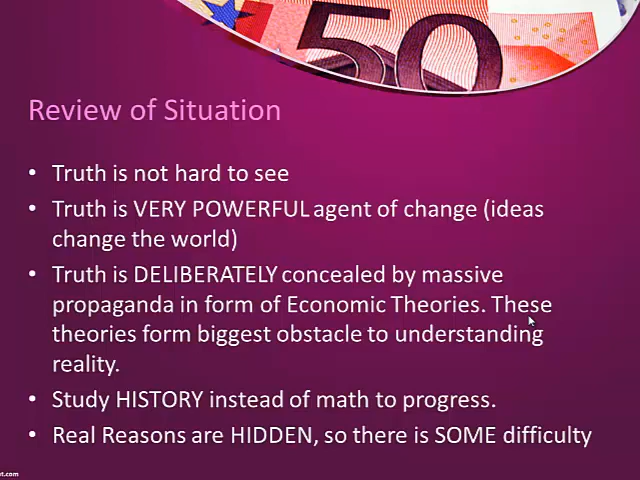 50
Review of Situation
• Truth is not hard to see
• Truth is VERY POWERFUL agent of change (ideas
change the world)
• Truth is DELIBERATELY concealed by massive
propaganda in form of Economic Theories. These
theories form biggest obstacle to understanding
reality.
• Study HISTORY instead of math to progress.
• Real Reasons are HIDDEN, so there is SOME difficulty
nt.com